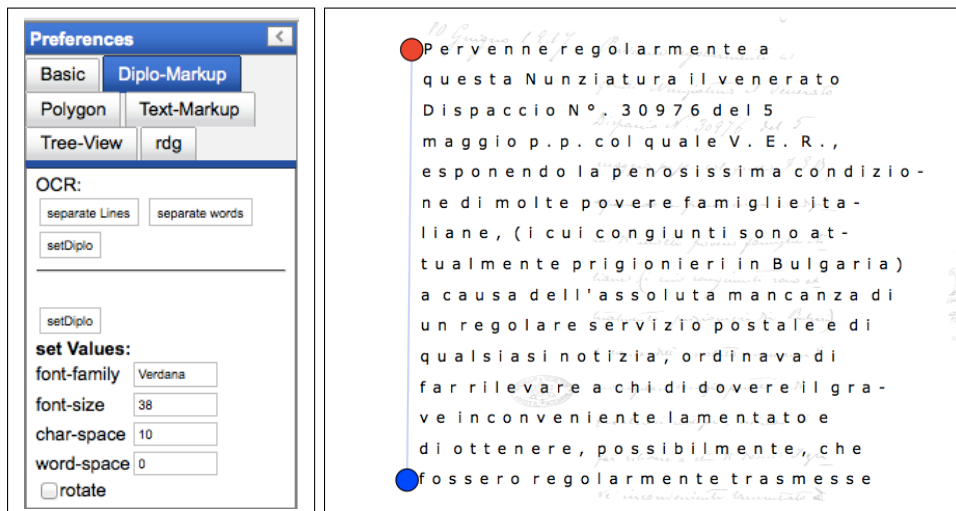 Preferences <
Basic Diplo-Markup
Polygon Text-Markup
Tree-View rdg
OCR:
separate Lines separate words
setDiplo
setDiplo
set Values:
font-family Verdana
font-size 38
char-space 10
word-space 0
rotate
Pervenne regolarmente a
questa Nunziatura il venerato
Dispaccio N°. 30976 del 5
maggio p.p. col quale V. E. R.,
esponendo la penosissima condizio-
ne di molte povere famiglie ita-
liane, (i cui congiunti sono at-
tualmente prigionieri in Bulgaria)
a causa dell'assoluta mancanza di
un regolare servizio postale e di
qualsiasi notizia, ordinava di
far rilevare a chi di dovere il gra-
ve inconveniente lamentato e
di ottenere, possibilmente, che
fossero regolarmente trasmesse